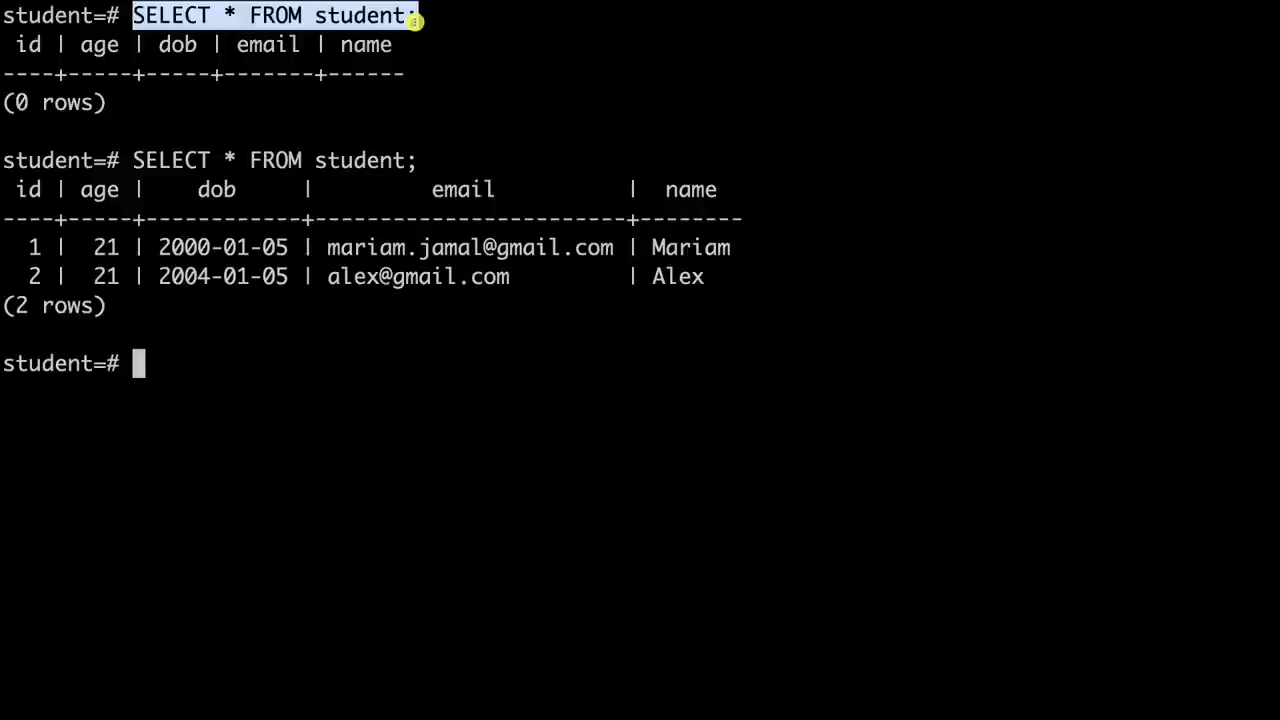 student=# SELECT * FROM student;
 id | age | dob | email | name
----+-----+-----+-------+------
(0 rows)
student=# SELECT * FROM student;
 id | age |    dob     |         email          |  name
----+-----+------------+------------------------+--------
  1 |  21 | 2000-01-05 | mariam.jamal@gmail.com | Mariam
  2 |  21 | 2004-01-05 | alex@gmail.com         | Alex
(2 rows)
student=#